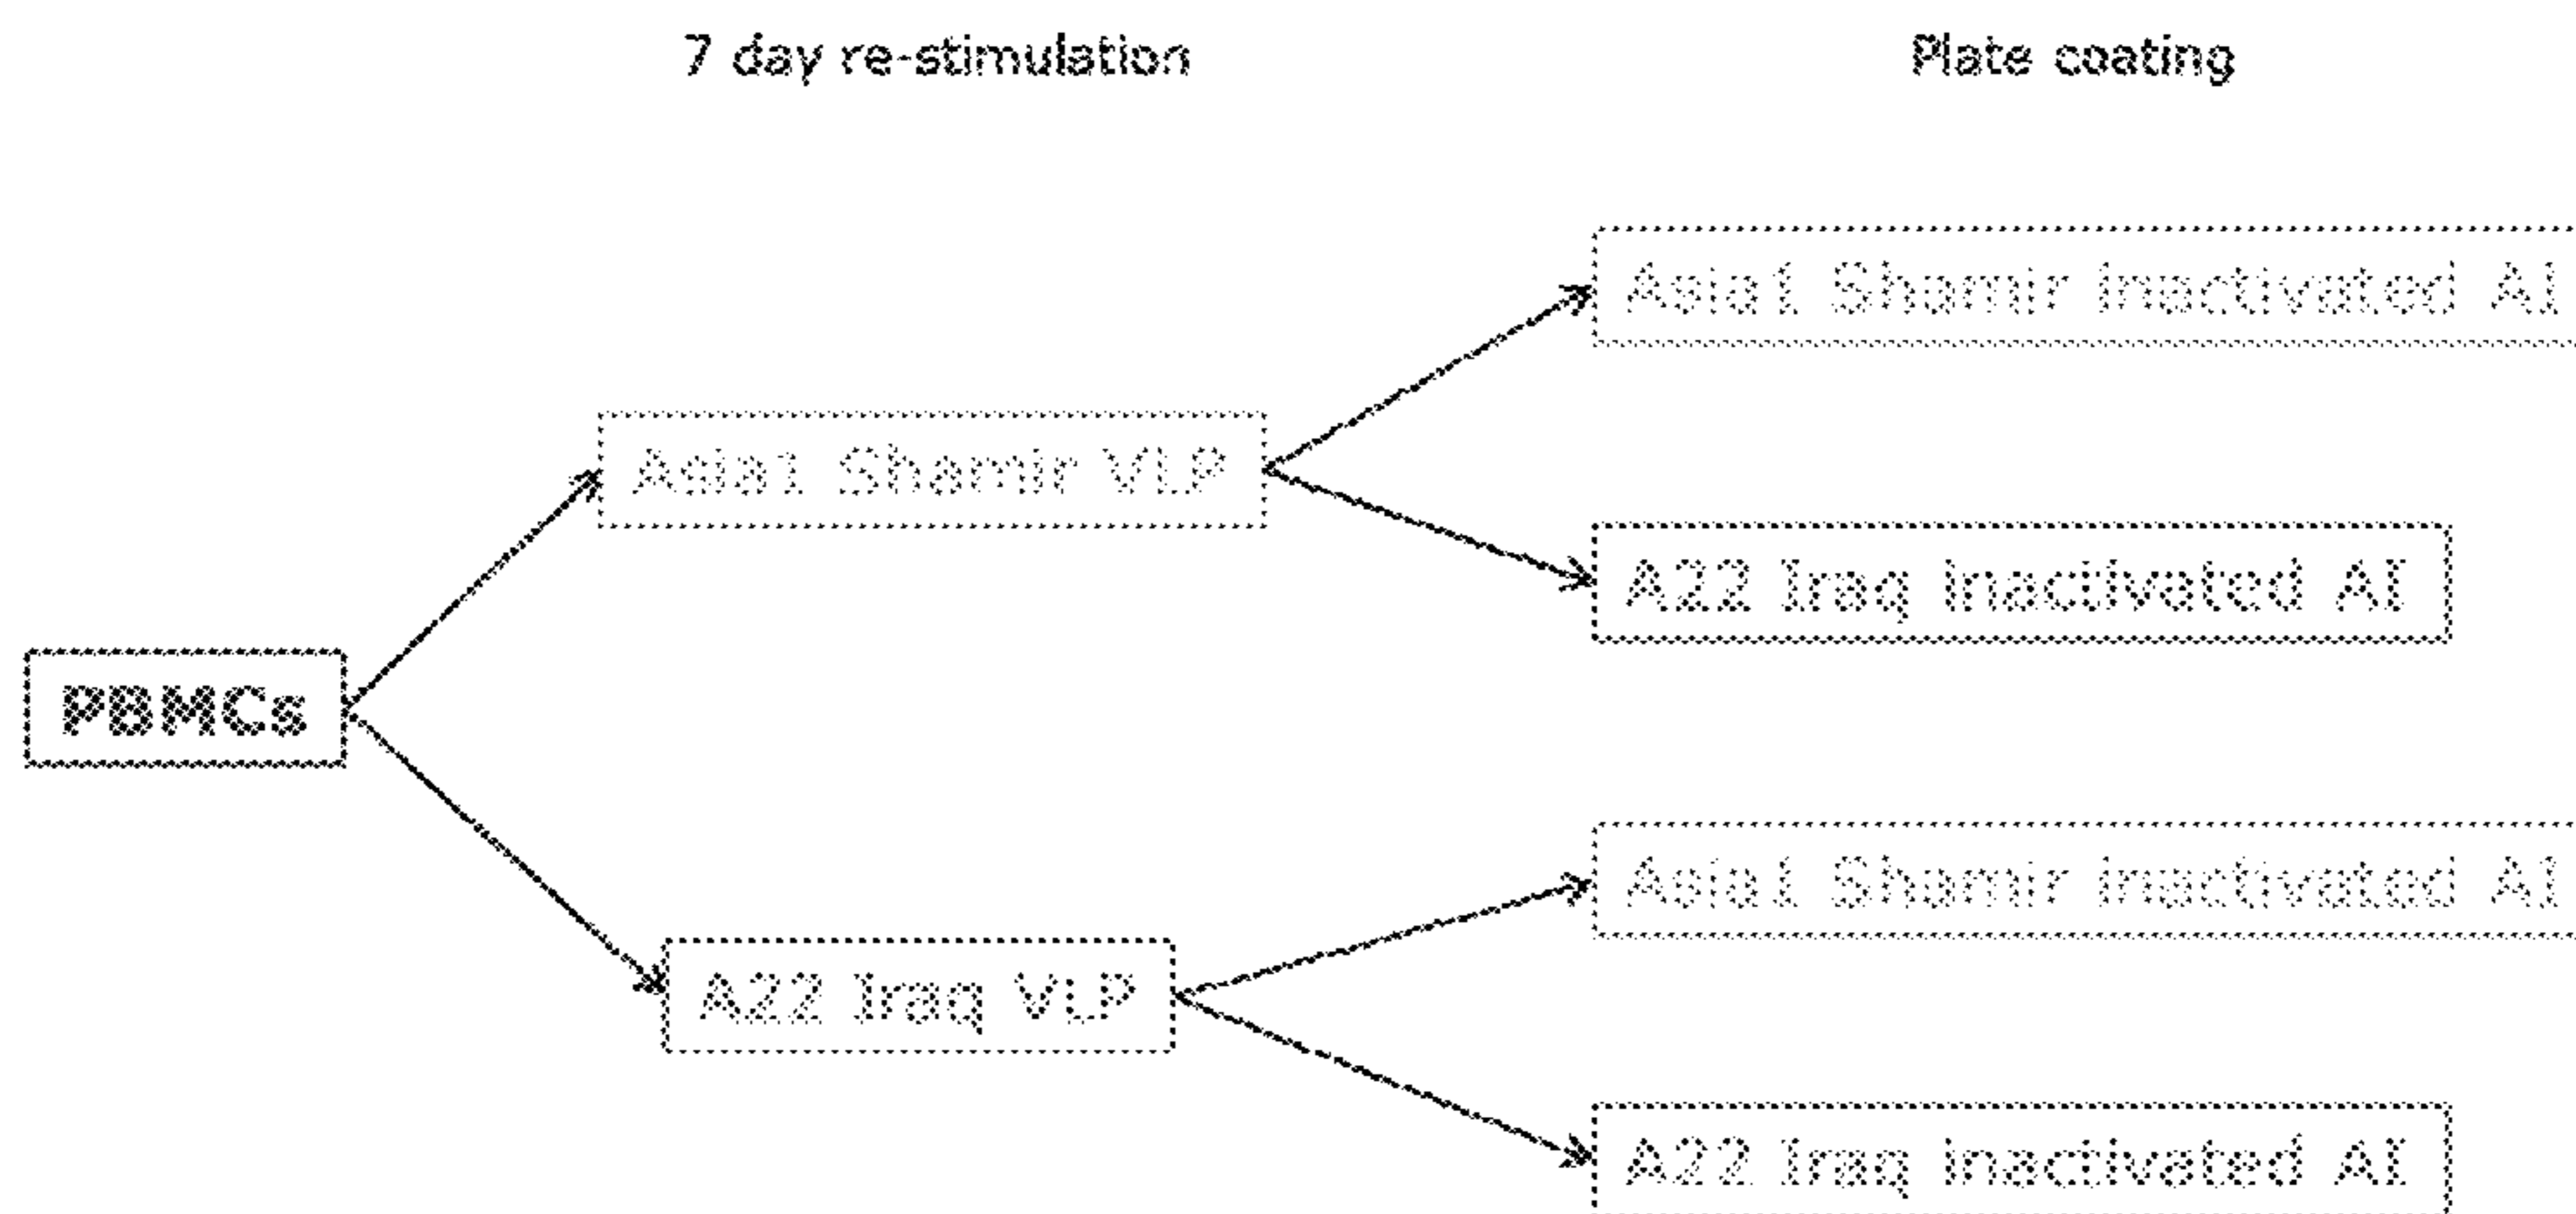 7 day re-stimulation
Plate coating
Asia1 Shamir inactivated AI
Asia1 Shamir VLP
A22 Iraq inactivated AI
PBMCs
Asia1 Shamir inactivated AI
A22 Iraq VLP
A22 Iraq inactivated AI